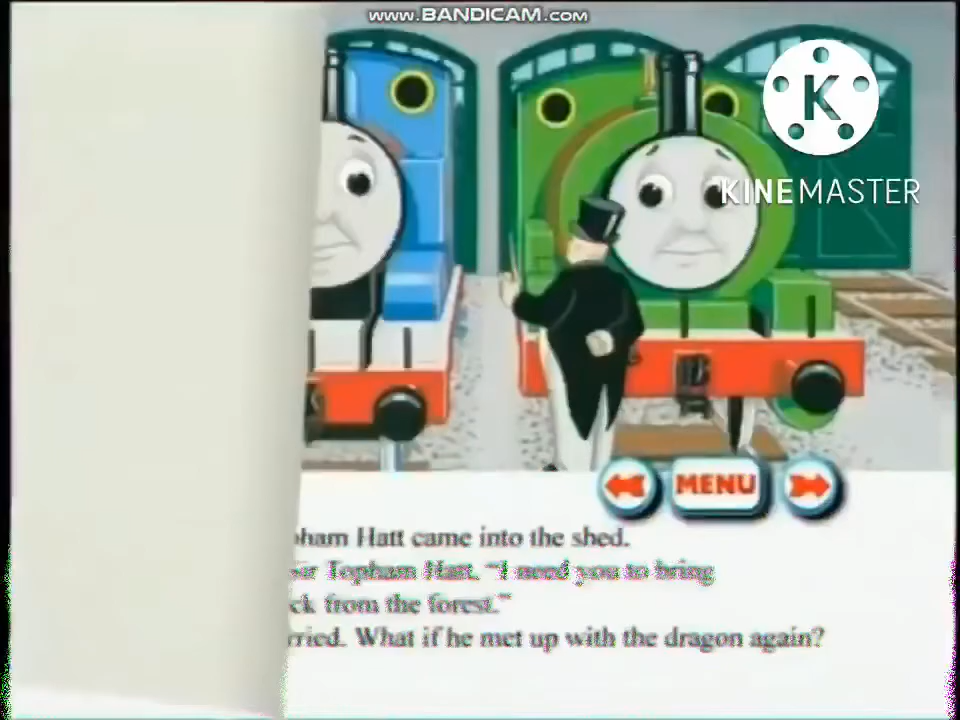 www.BANDICAM.com
K
KINEMASTER
MENU
pham Hatt came into the shed.
Sir Topham Hatt, "I need you to bring
ck from the forest."
rried. What if he met up with the dragon again?